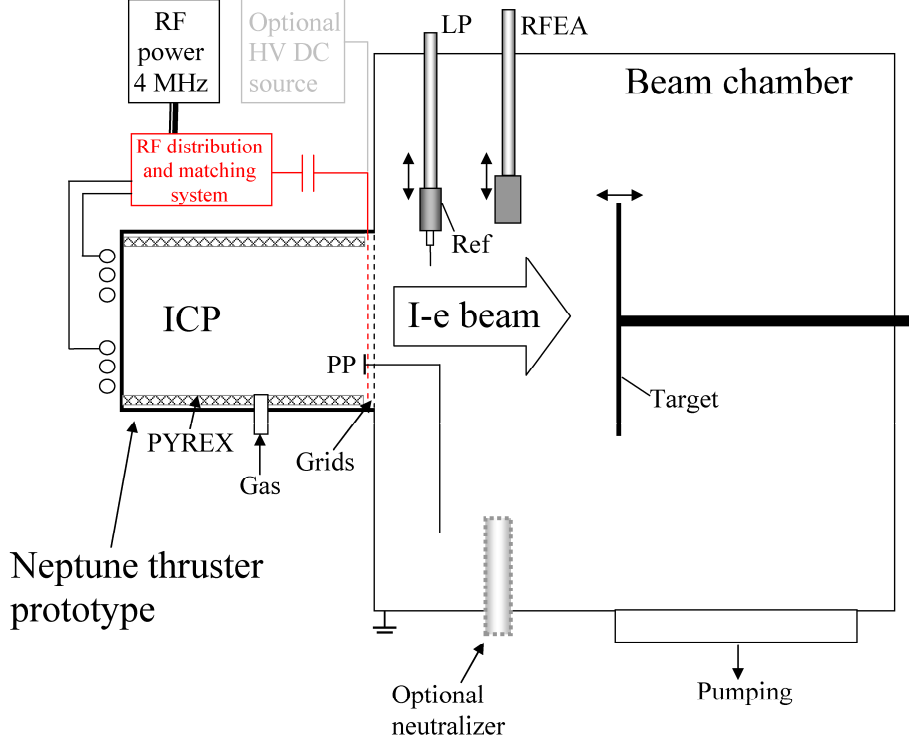 RF
power
4 MHz
Optional
HV DC
source
LP
RFEA
Beam chamber
RF distribution
and matching
system
Ref
ICP
I-e beam
PP
Target
PYREX
Grids
Gas
Neptune thruster
prototype
Optional
neutralizer
Pumping